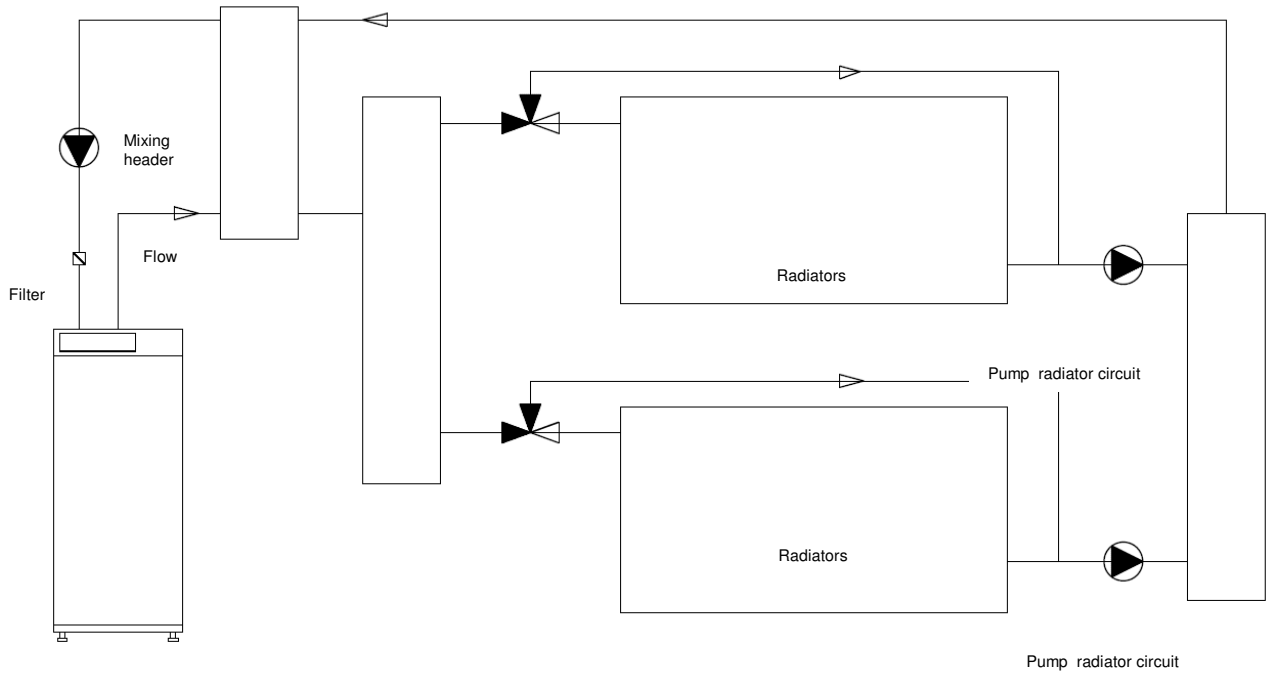 Mixing
header
Flow
Filter
Radiators
Pump radiator circuit
Radiators
Pump radiator circuit